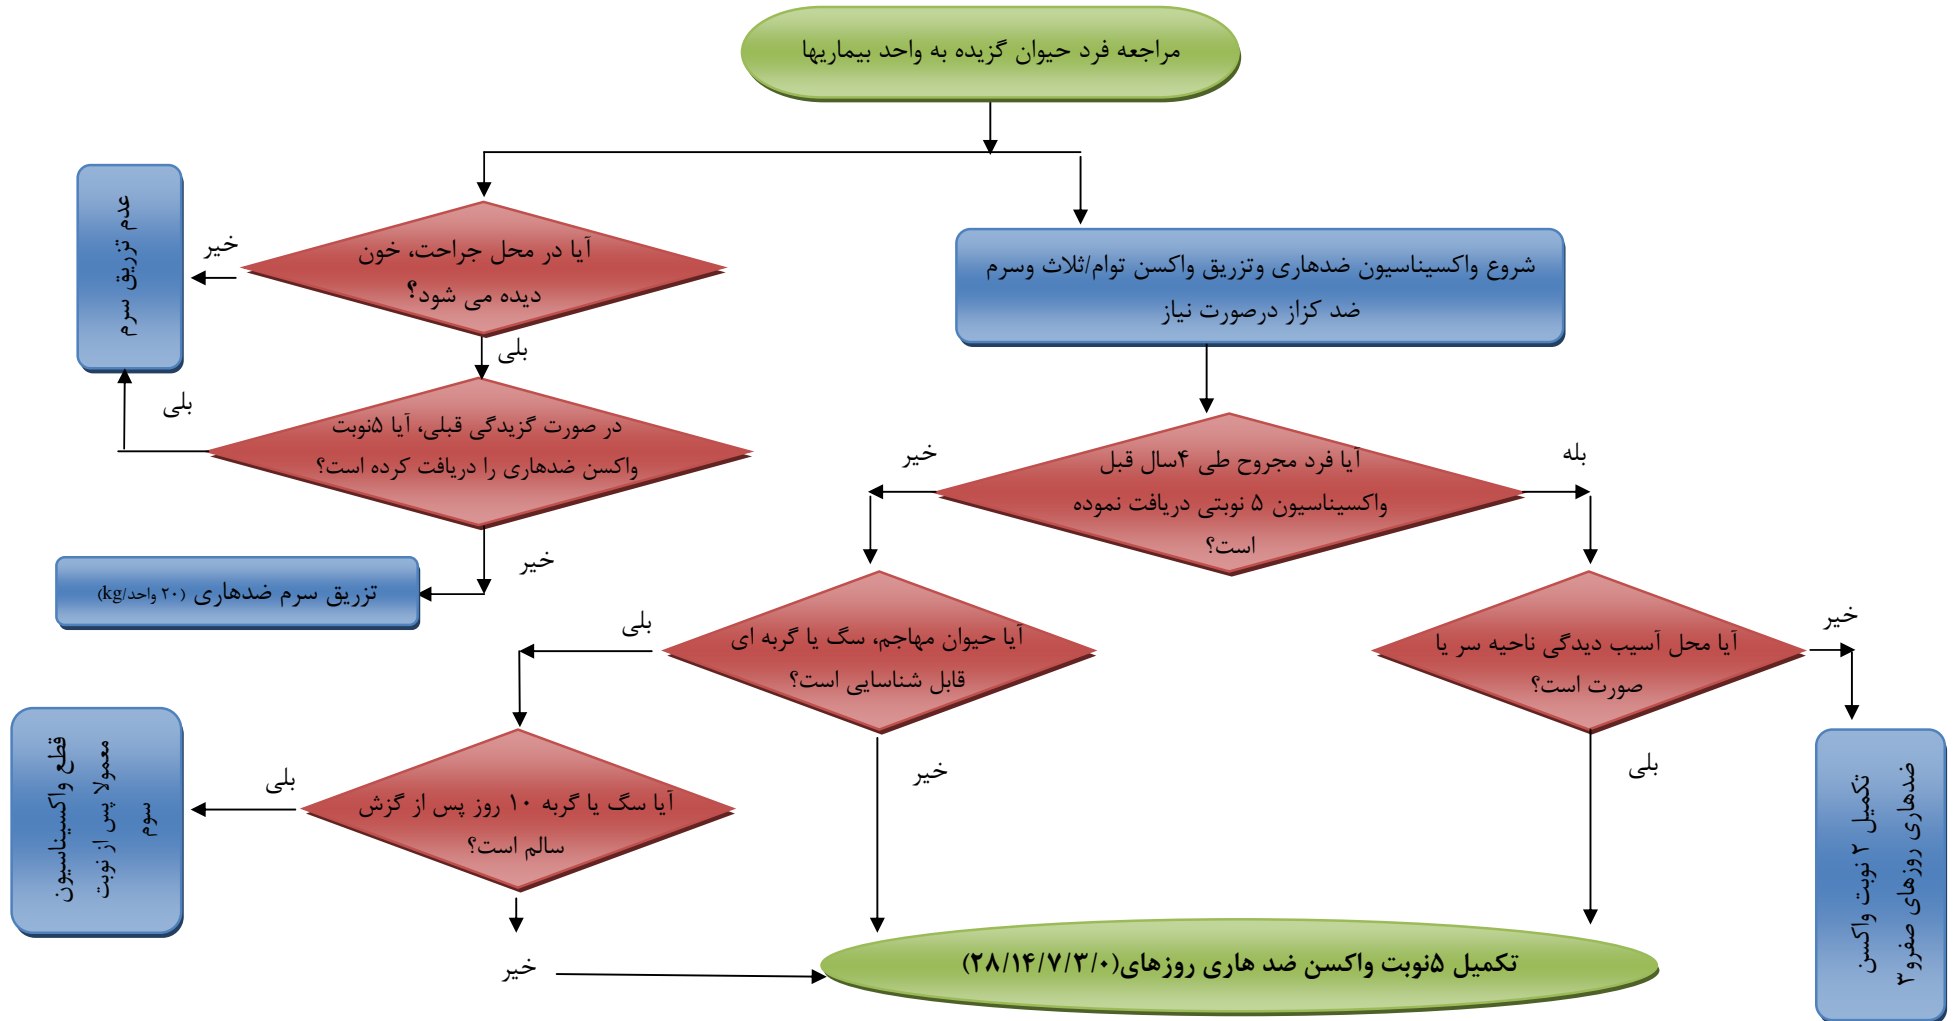 مراجعه فرد حیوان گزیده به واحد بیماریها
شروع واکسیناسیون ضدهاری وتزریق واکسن توام/ثلاث وسرم
ضد کزاز درصورت نیاز
آیا در محل جراحت، خون
دیده می شود؟
خیر
عدم تزریق سرم
بلی
در صورت گزیدگی قبلی، آیا ۵نوبت
واکسن ضدهاری را دریافت کرده است؟
بلی
خیر
تزریق سرم ضدهاری (۲۰ واحد/kg)
آیا فرد مجروح طی ۴سال قبل
واکسیناسیون ۵ نوبتی دریافت نموده
است؟
بله
خیر
آیا محل آسیب دیدگی ناحیه سر یا
صورت است؟
خیر
بلی
تکمیل ۲ نوبت واکسن
ضدهاری روزهای صفرو ۳
آیا حیوان مهاجم، سگ یا گربه ای
قابل شناسایی است؟
بلی
خیر
آیا سگ یا گربه ۱۰ روز پس از گزش
سالم است؟
بلی
قطع واکسیناسیون
معمولا پس از نوبت
سوم
خیر
تکمیل ۵نوبت واکسن ضد هاری روزهای(۲۸/۱۴/۷/۳/۰)